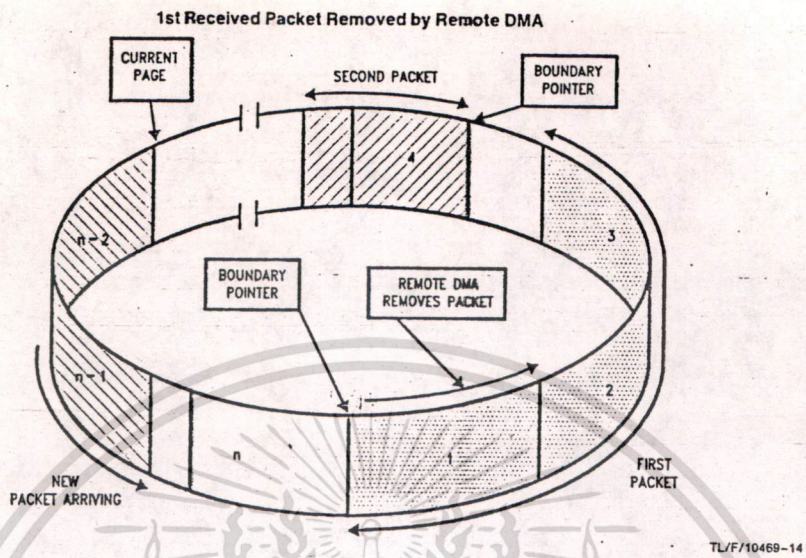 1st Received Packet Removed by Remote DMA
CURRENT
PAGE
SECOND PACKET
BOUNDARY
POINTER
4
n-2
3
BOUNDARY
POINTER
REMOTE DMA
REMOVES PACKET
n-1
2
n
1
NEW
PACKET ARRIVING
FIRST
PACKET
TL/F/10469-14